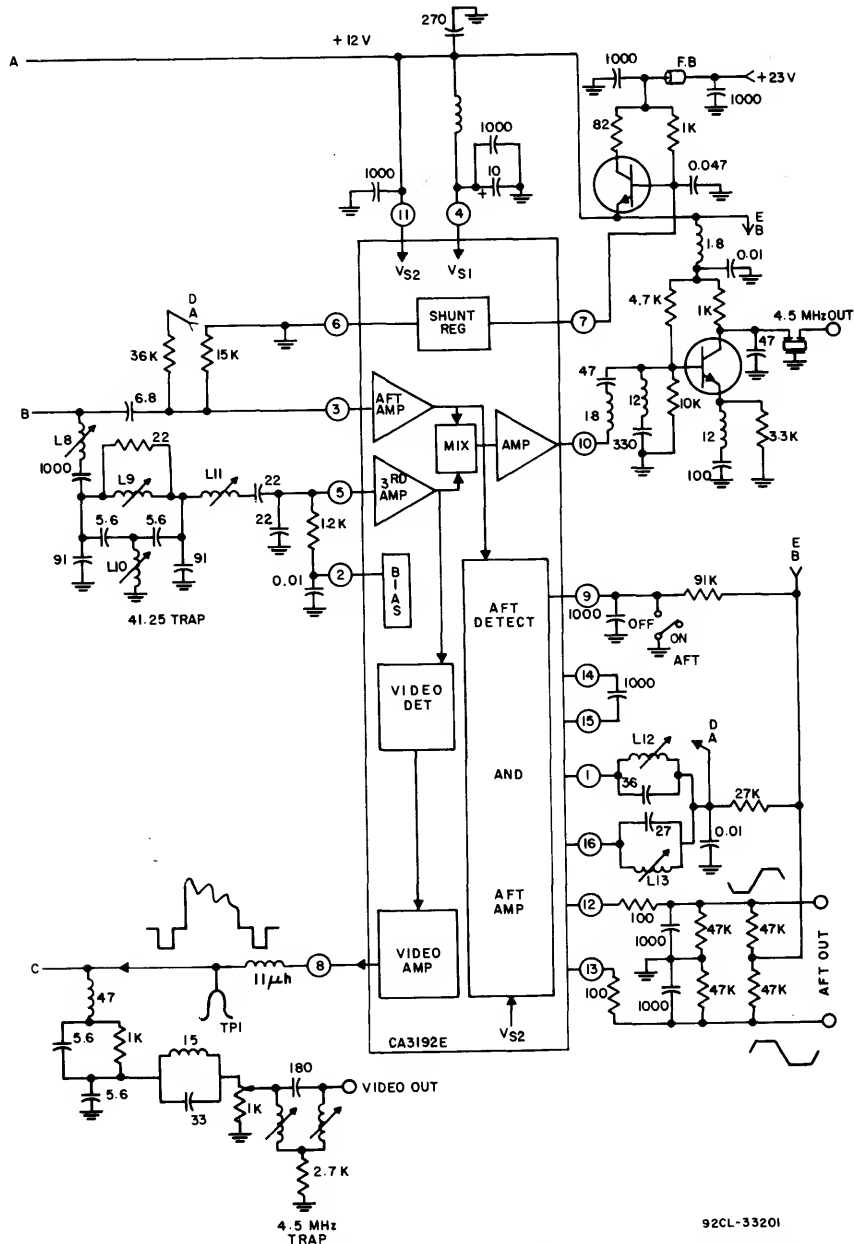 270
+12V
A
1000
F.B
+23V
1000
82
1K
0.047
1000
10
+
1000
11
4
VS2
VS1
E
B
1.8
0.01
D
A
6
SHUNT
REG
7
4.7K
1K
4.5 MHz OUT
47
36K
15K
6.8
B
3
AFT
AMP
MIX
AMP
10
47
18
12
330
10K
12
100
3.3K
L8
1000
22
L9
L11
22
5
3RD
AMP
22
1.2K
5.6
5.6
91
L10
91
0.01
2
BIAS
41.25 TRAP
E
B
AFT
DETECT
9
91K
1000
OFF
ON
AFT
VIDEO
DET
14
1000
15
D
A
AND
1
L12
36
27K
0.01
16
27
L13
AFT
AMP
12
100
1000
47K
47K
VIDEO
AMP
8
11μh
C
TP1
13
100
1000
47K
47K
AFT OUT
VS2
CA3192E
47
5.6
1K
15
5.6
33
180
VIDEO OUT
1K
2.7K
4.5 MHz
TRAP
92CL-33201